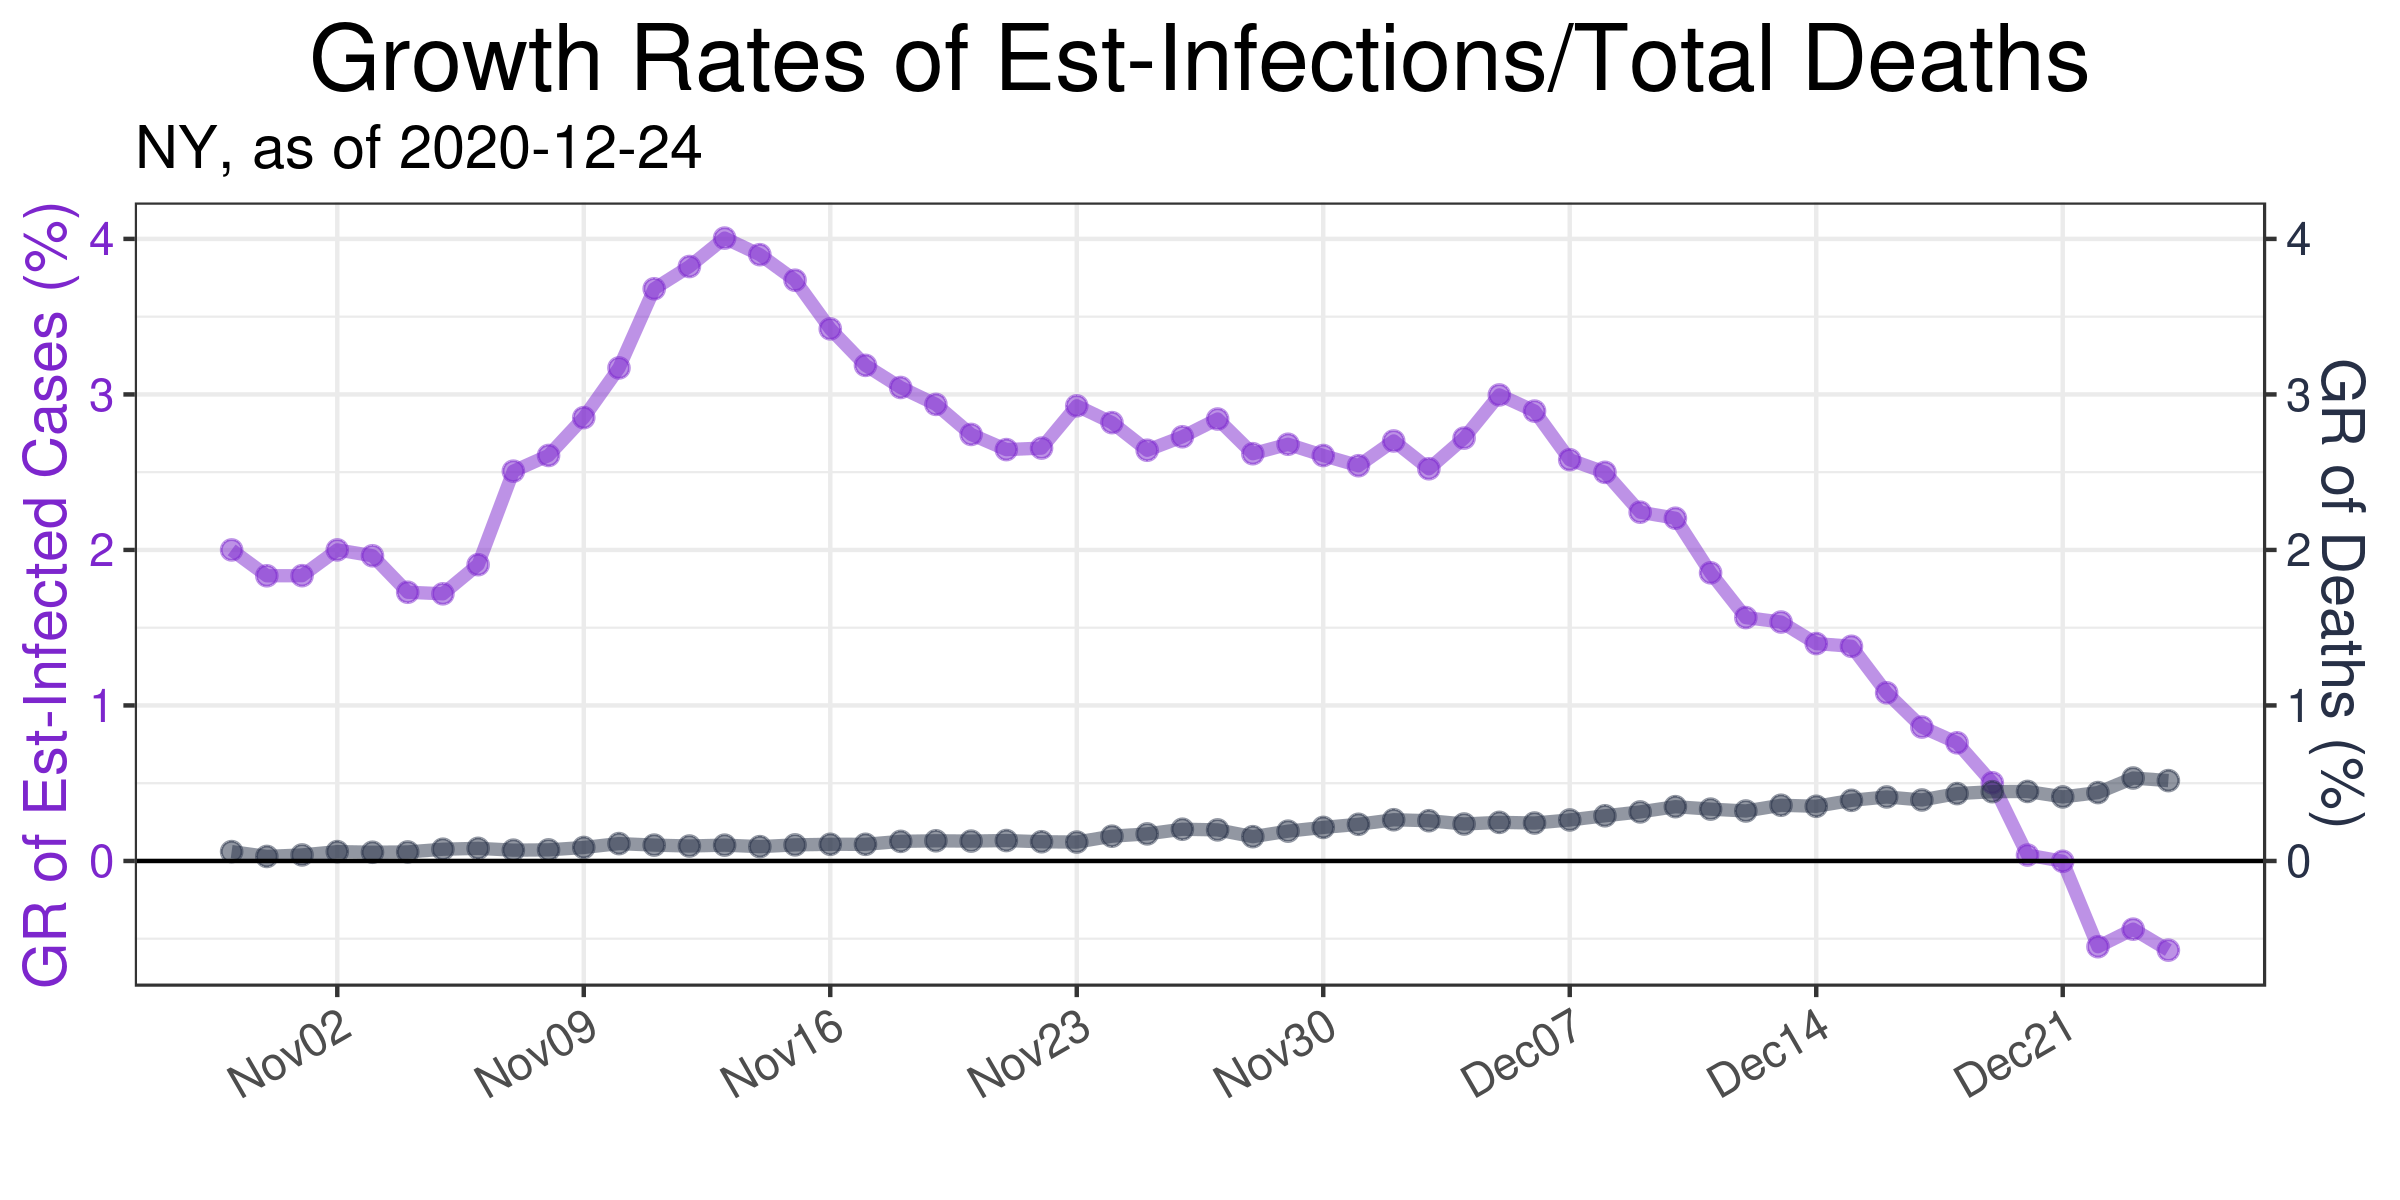 Growth Rates of Est-Infections/Total Deaths
NY, as of 2020-12-24
GR of Est-Infected Cases (%)
4
3
2
1
0
4
3
2
1
0
GR of Deaths (%)
Nov02
Nov09
Nov16
Nov23
Nov30
Dec07
Dec14
Dec21